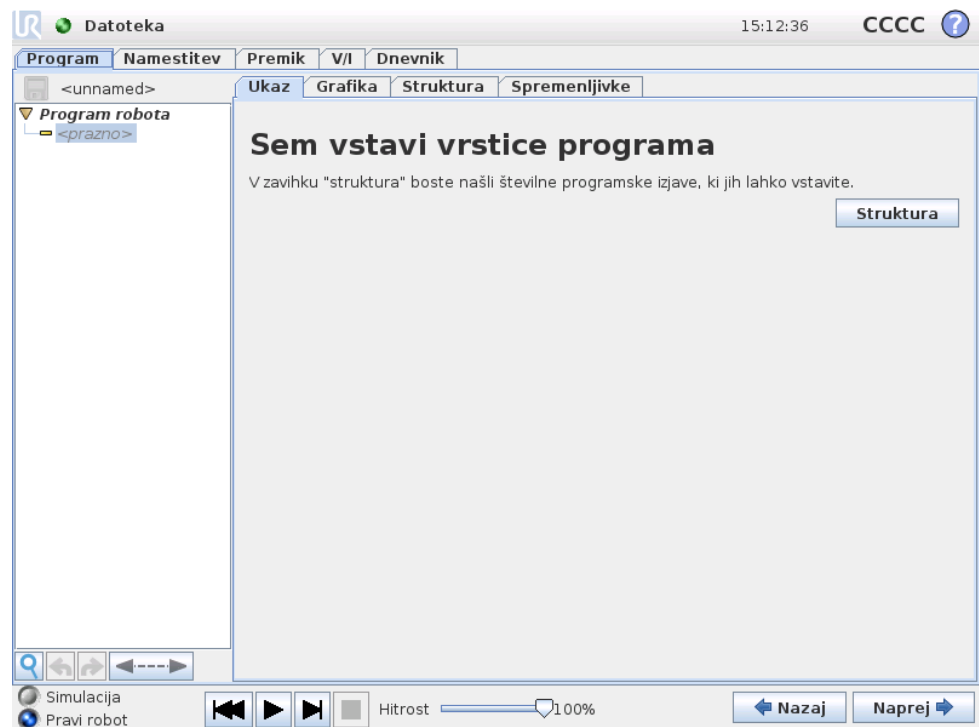 UR Datoteka 15:12:36 CCCC ?
Program Namestitev Premik V/I Dnevnik
<unnamed> Ukaz Grafika Struktura Spremenljivke
Program robota
<prazno>
Sem vstavi vrstice programa
V zavihku "struktura" boste našli številne programske izjave, ki jih lahko vstavite.
Struktura
Simulacija
Pravi robot
Hitrost 100% Nazaj Naprej